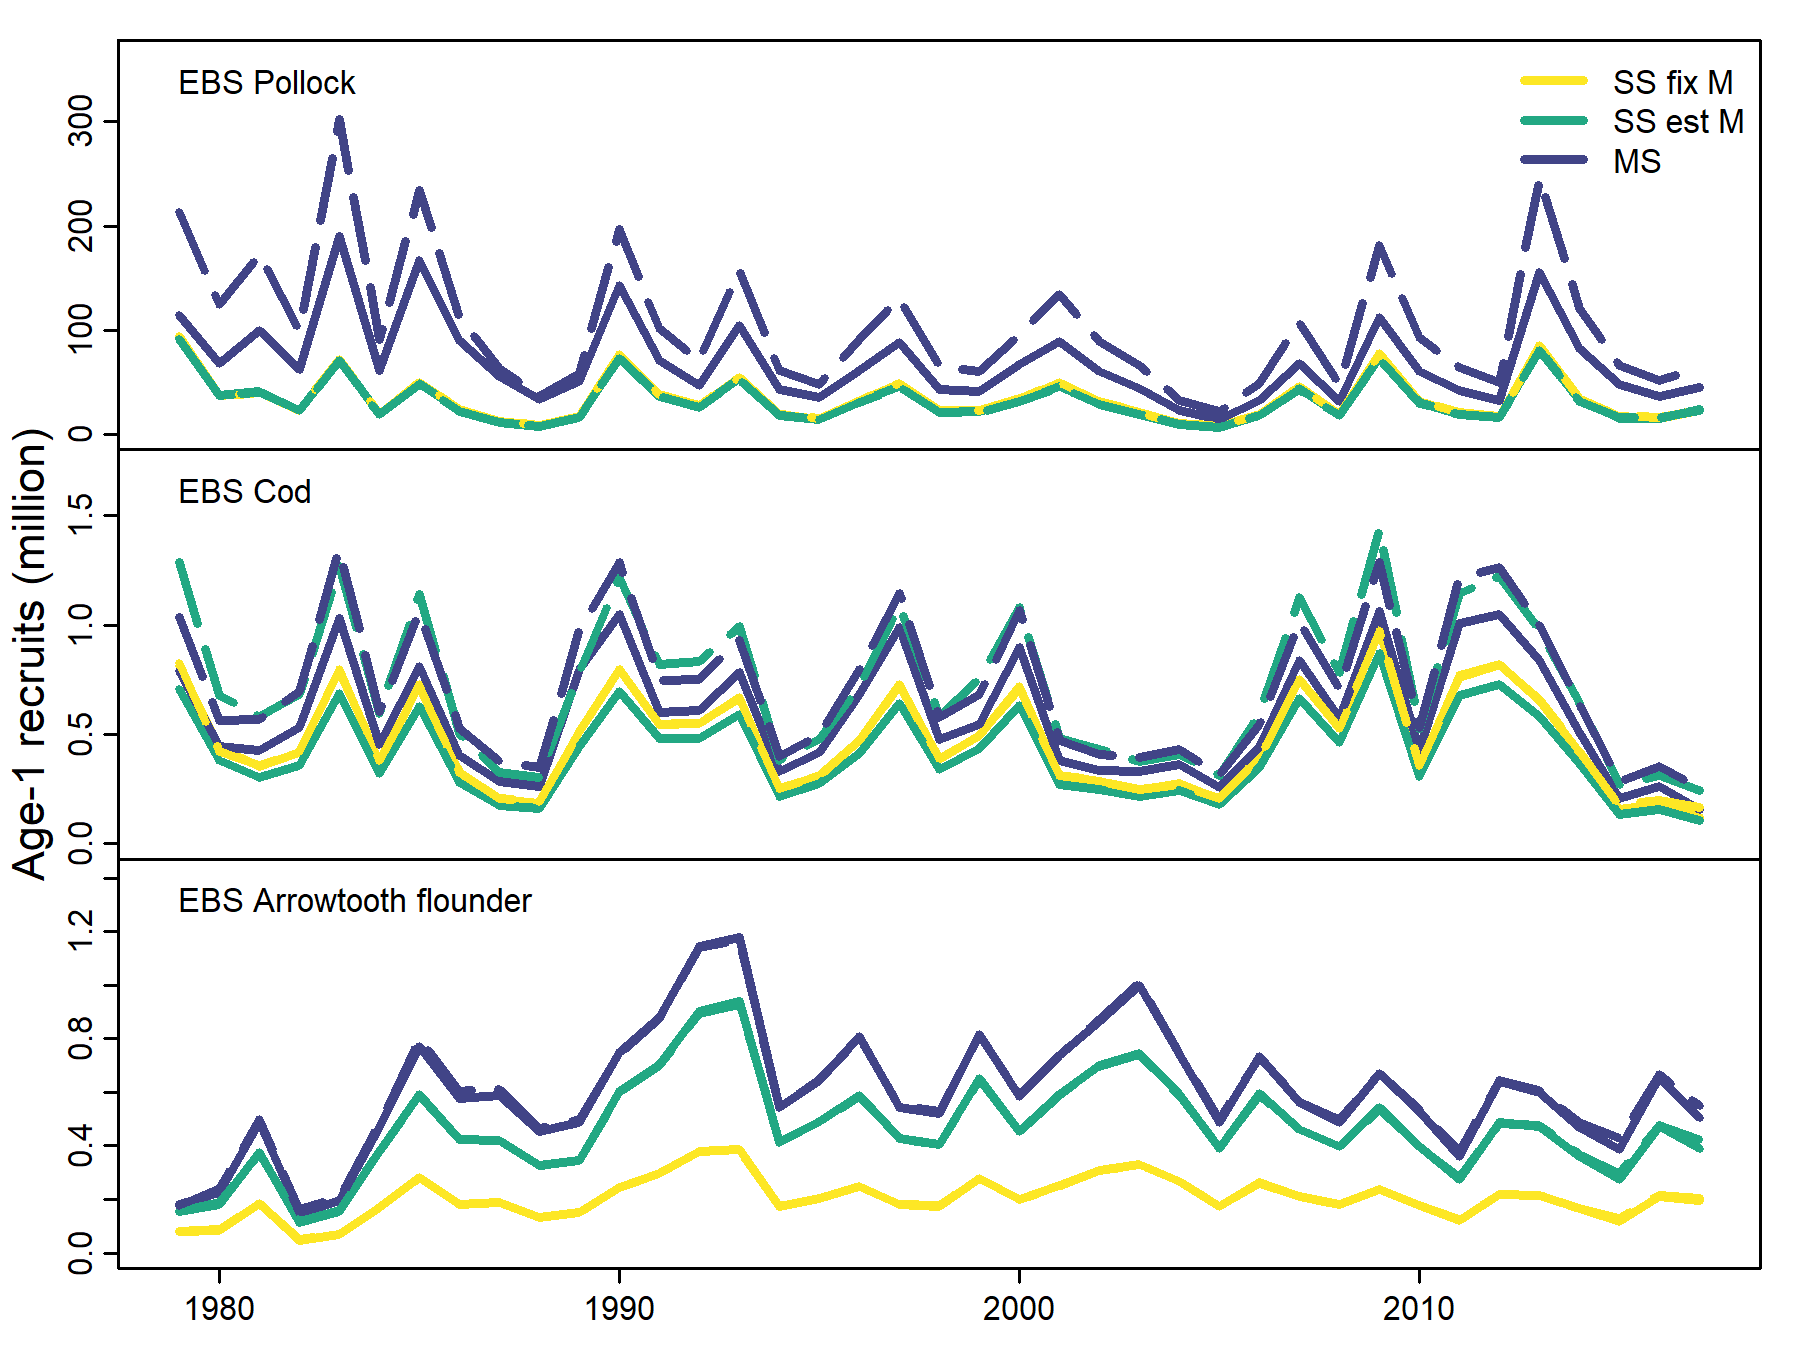 EBS Pollock
SS fix M
SS est M
MS
300
200
100
0
EBS Cod
1.5
1.0
0.5
0.0
Age-1 recruits (million)
EBS Arrowtooth flounder
1.2
0.8
0.4
0.0
1980
1990
2000
2010